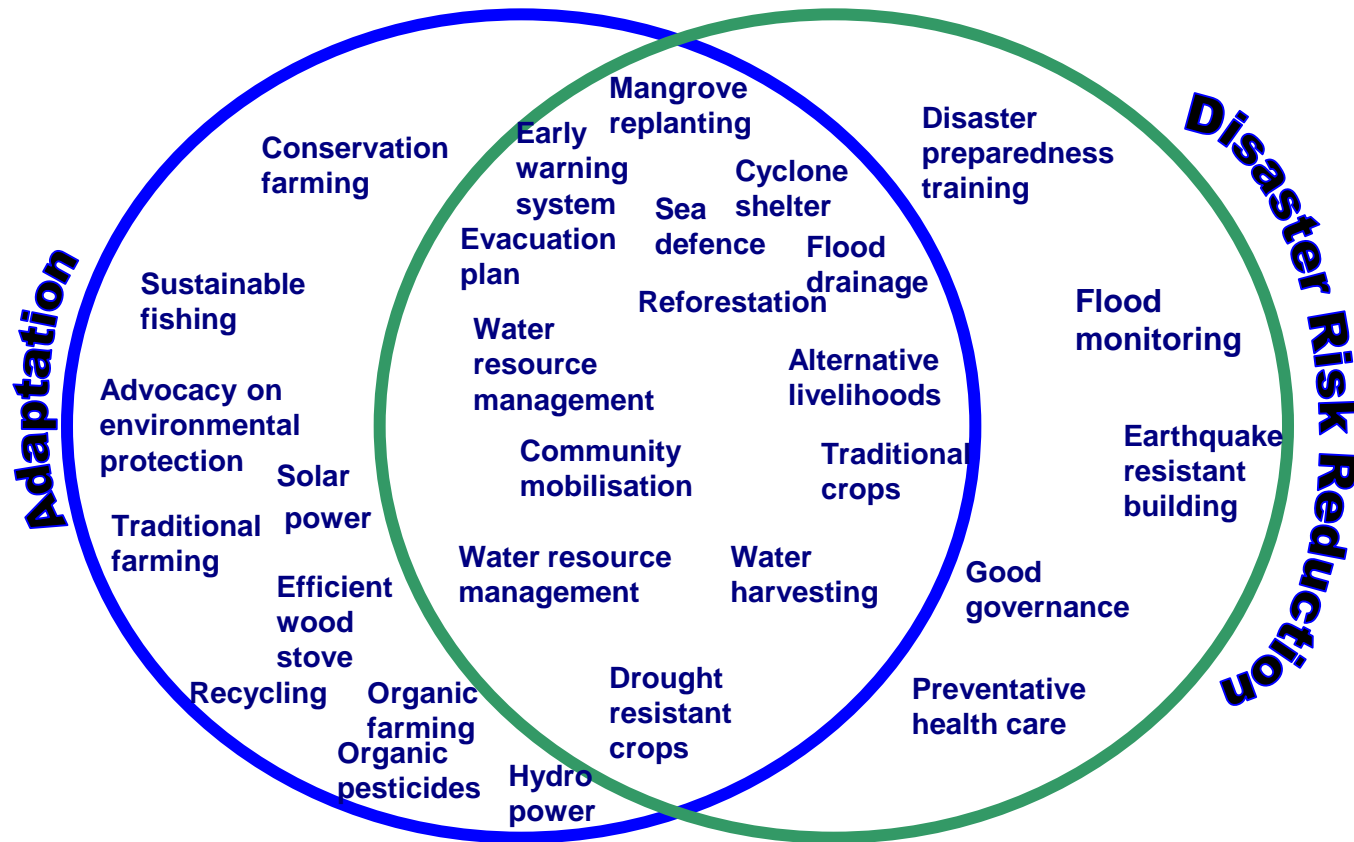 Adaptation
Conservation
farming
Sustainable
fishing
Advocacy on
environmental
protection
Solar
power
Traditional
farming
Efficient
wood
stove
Recycling
Organic
farming
Organic
pesticides
Hydro
power
Mangrove
replanting
Early
warning
system
Cyclone
shelter
Sea
defence
Evacuation
plan
Flood
drainage
Reforestation
Water
resource
management
Alternative
livelihoods
Community
mobilisation
Traditional
crops
Water resource
management
Water
harvesting
Drought
resistant
crops
Disaster
preparedness
training
Flood
monitoring
Earthquake
resistant
building
Good
governance
Preventative
health care
Disaster Risk Reduction